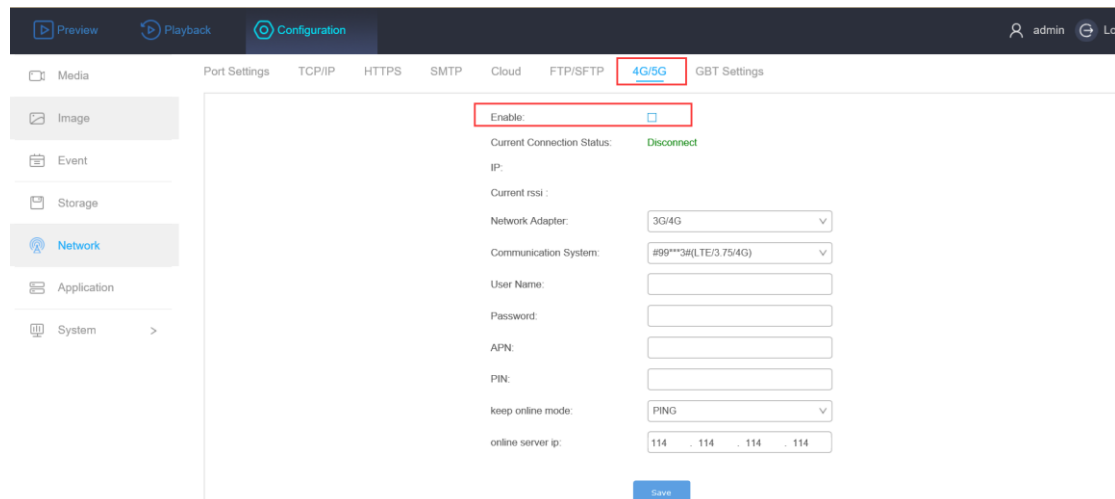 Preview Playback Configuration admin Lo
Media
Image
Event
Storage
Network
Application
System >
Port Settings TCP/IP HTTPS SMTP Cloud FTP/SFTP 4G/5G GBT Settings
Enable:
Current Connection Status: Disconnect
IP:
Current rssi :
Network Adapter: 3G/4G
Communication System: #99***3#(LTE/3.75/4G)
User Name:
Password:
APN:
PIN:
keep online mode: PING
online server ip: 114 . 114 . 114 . 114
Save